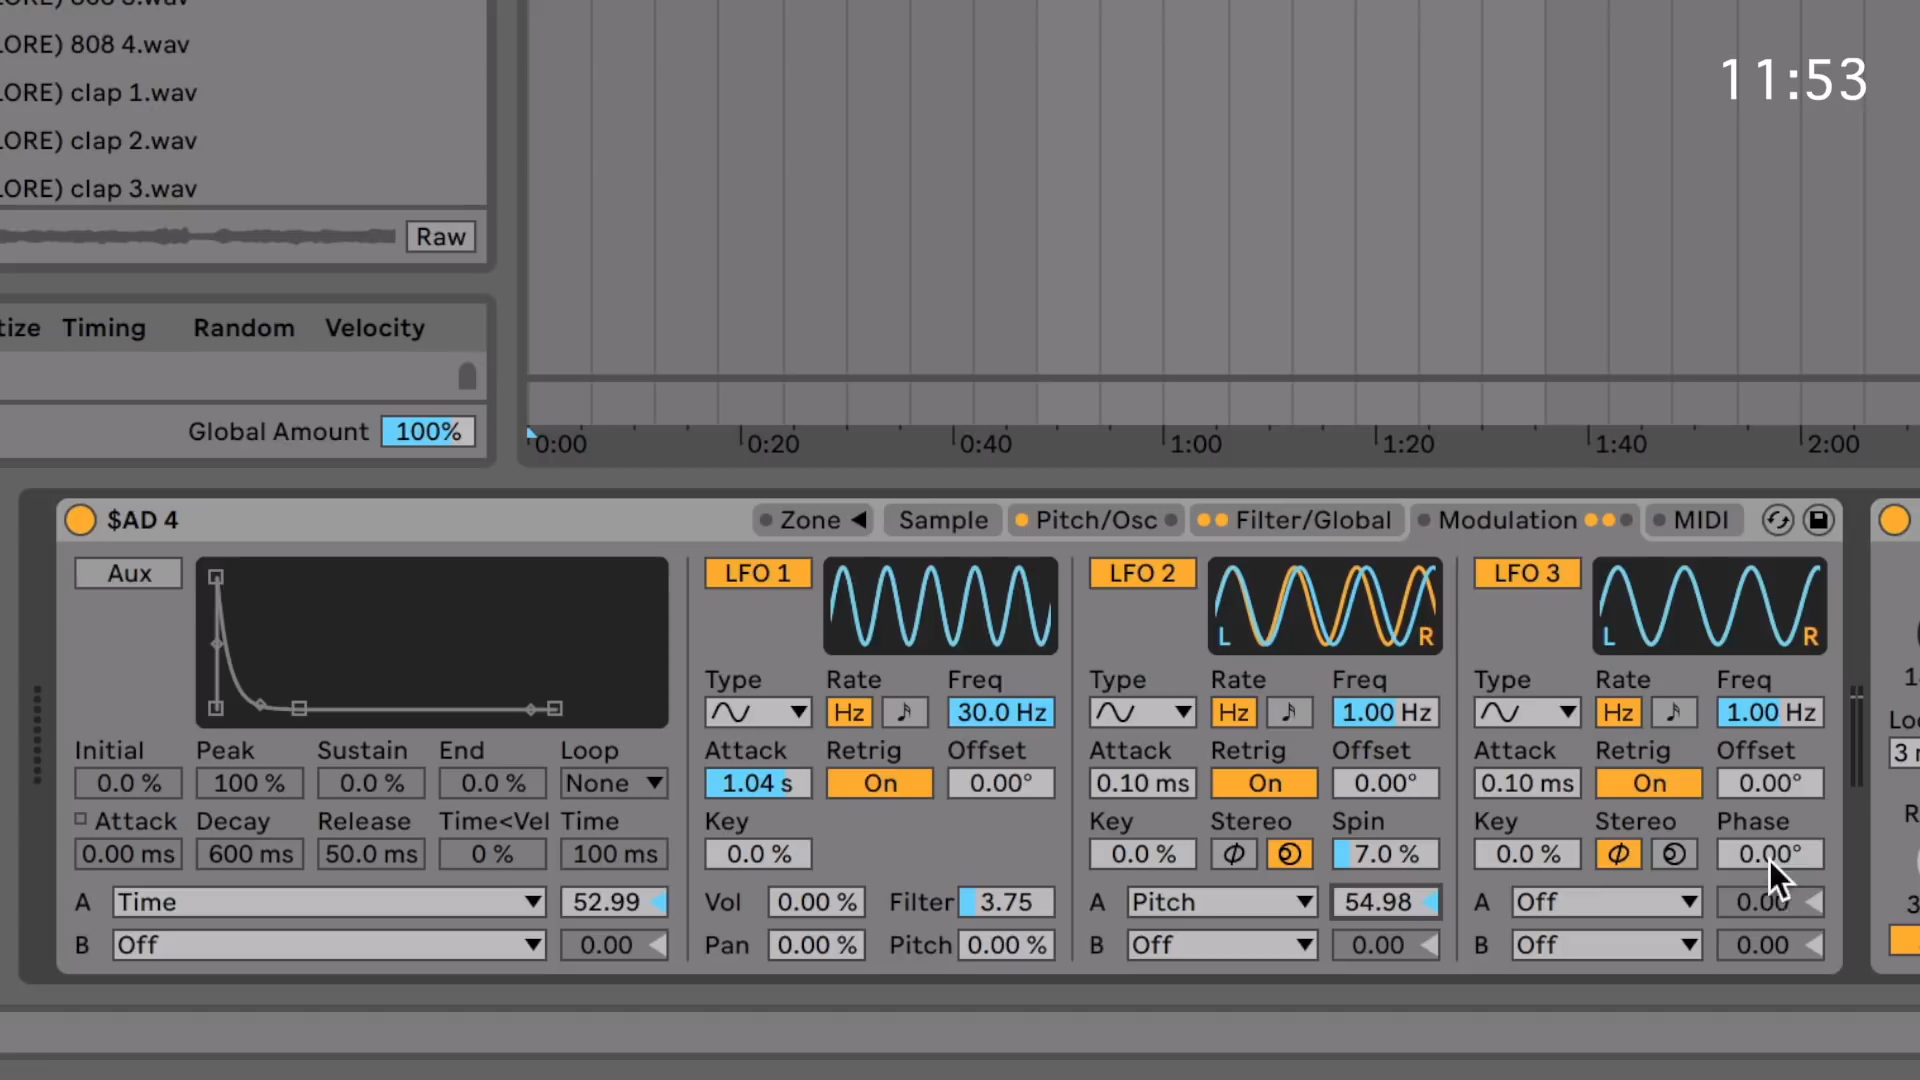 LORE) 808 4.wav
11:53
LORE) clap 1.wav
LORE) clap 2.wav
LORE) clap 3.wav
Raw
tize Timing Random Velocity
Global Amount 100%
0:00 0:20 0:40 1:00 1:20 1:40 2:00
$AD 4 Zone Sample Pitch/Osc Filter/Global Modulation MIDI
Aux LFO 1 LFO 2 L R LFO 3 L R
Type Rate Freq Type Rate Freq Type Rate Freq
Hz 30.0 Hz Hz 1.00 Hz Hz 1.00 Hz
Initial Peak Sustain End Loop Attack Retrig Offset Attack Retrig Offset Attack Retrig Offset
0.0 % 100 % 0.0 % 0.0 % None 1.04 s On 0.00° 0.10 ms On 0.00° 0.10 ms On 0.00°
Attack Decay Release Time<Vel Time Key Key Stereo Spin Key Stereo Phase
0.00 ms 600 ms 50.0 ms 0 % 100 ms 0.0 % 0.0 % 7.0 % 0.0 % 0.00°
A Time 52.99 Vol 0.00 % Filter 3.75 A Pitch 54.98 A Off 0.00
B Off 0.00 Pan 0.00 % Pitch 0.00 % B Off 0.00 B Off 0.00